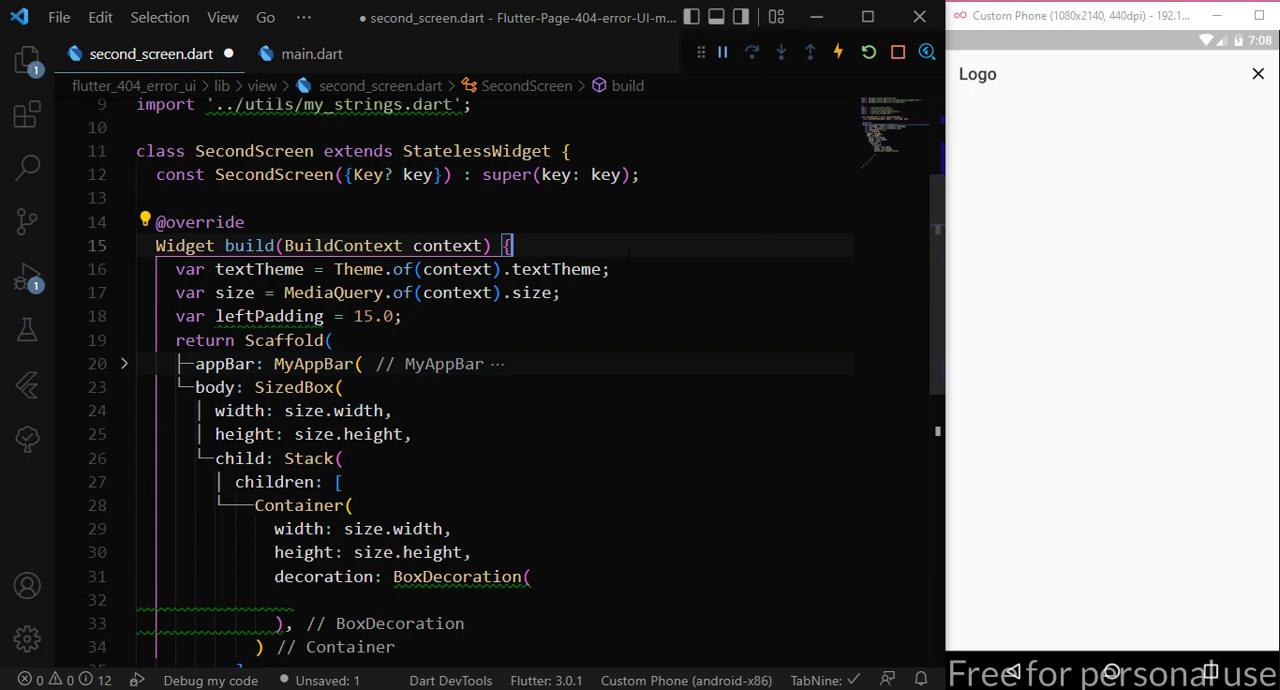 File Edit Selection View Go ··· ● second_screen.dart - Flutter-Page-404-error-UI-m...
Custom Phone (1080x2140, 440dpi) - 192.1...
second_screen.dart ● main.dart
7:08
flutter_404_error_ui > lib > view > second_screen.dart > SecondScreen > build
Logo
9 import '../utils/my_strings.dart';
10
11 class SecondScreen extends StatelessWidget {
12 const SecondScreen({Key? key}) : super(key: key);
13
14 @override
15 Widget build(BuildContext context) {
16 var textTheme = Theme.of(context).textTheme;
17 var size = MediaQuery.of(context).size;
18 var leftPadding = 15.0;
19 return Scaffold(
20 appBar: MyAppBar( // MyAppBar ···
23 body: SizedBox(
24 width: size.width,
25 height: size.height,
26 child: Stack(
27 children: [
28 Container(
29 width: size.width,
30 height: size.height,
31 decoration: BoxDecoration(
32
33 ), // BoxDecoration
34 ) // Container
1
1
0 0 12 Debug my code Unsaved: 1 Dart DevTools Flutter: 3.0.1 Custom Phone (android-x86) TabNine: ✓
Free for personal use